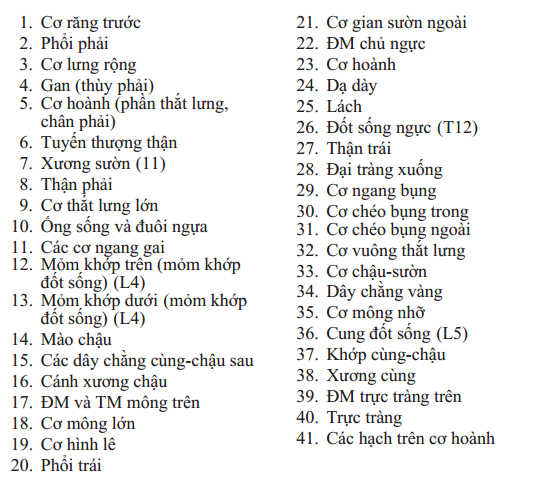 1. Cơ răng trước
2. Phổi phải
3. Cơ lưng rộng
4. Gan (thùy phải)
5. Cơ hoành (phần thắt lưng,
chân phải)
6. Tuyến thượng thận
7. Xương sườn (11)
8. Thận phải
9. Cơ thắt lưng lớn
10. Ống sống và đuôi ngựa
11. Các cơ ngang gai
12. Mỏm khớp trên (mỏm khớp
đốt sống) (L4)
13. Mỏm khớp dưới (mỏm khớp
đốt sống) (L4)
14. Mào chậu
15. Các dây chằng cùng-chậu sau
16. Cánh xương chậu
17. ĐM và TM mông trên
18. Cơ mông lớn
19. Cơ hình lê
20. Phổi trái
21. Cơ gian sườn ngoài
22. ĐM chủ ngực
23. Cơ hoành
24. Dạ dày
25. Lách
26. Đốt sống ngực (T12)
27. Thận trái
28. Đại tràng xuống
29. Cơ ngang bụng
30. Cơ chéo bụng trong
31. Cơ chéo bụng ngoài
32. Cơ vuông thắt lưng
33. Cơ chậu-sườn
34. Dây chằng vàng
35. Cơ mông nhỡ
36. Cung đốt sống (L5)
37. Khớp cùng-chậu
38. Xương cùng
39. ĐM trực tràng trên
40. Trực tràng
41. Các hạch trên cơ hoành